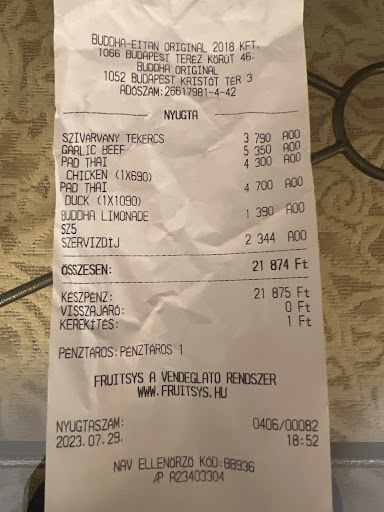 BUDDHA-EITAN ORIGINAL 2018 KFT.
1066 BUDAPEST TERÉZ KÖRÚT 46.
BUDDHA ORIGINAL
1052 BUDAPEST KRISTÓF TÉR 3
ADÓSZÁM:26617981-4-42
NYUGTA
SZIVÁRVÁNY TEKERCS 3 790 A00
GARLIC BEEF 5 350 A00
PAD THAI 4 300 A00
CHICKEN (1X690)
PAD THAI 4 700 A00
DUCK (1X1090)
BUDDHA LIMONADE 1 390 A00
SZ5
SZERVIZDÍJ 2 344 A00
ÖSSZESEN: 21 874 Ft
KÉSZPÉNZ: 21 875 Ft
VISSZAJÁRÓ: 0 Ft
KEREKÍTÉS: 1 Ft
PÉNZTÁROS:PÉNZTÁROS 1
FRUITSYS A VENDÉGLÁTÓ RENDSZER
WWW.FRUITSYS.HU
NYUGTASZÁM: 0406/00082
2023.07.29. 18:52
NAV ELLENŐRZŐ KÓD:BB936
AP A23403304